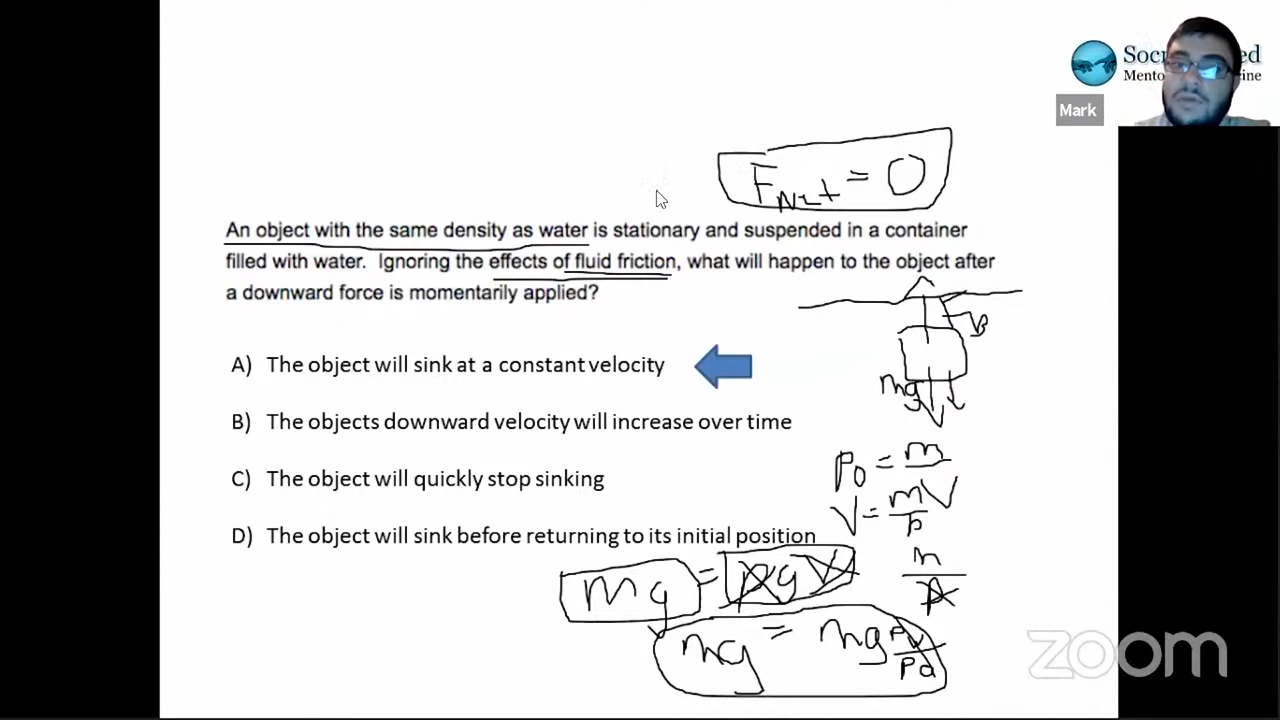 Mark
F Net = 0
An object with the same density as water is stationary and suspended in a container
filled with water. Ignoring the effects of fluid friction, what will happen to the object after
a downward force is momentarily applied?
B
A) The object will sink at a constant velocity
mg
B) The objects downward velocity will increase over time
ρo = m
C) The object will quickly stop sinking
V = m V
ρ
D) The object will sink before returning to its initial position
mg = ρgV
m
ρ
mg = mg
zoom